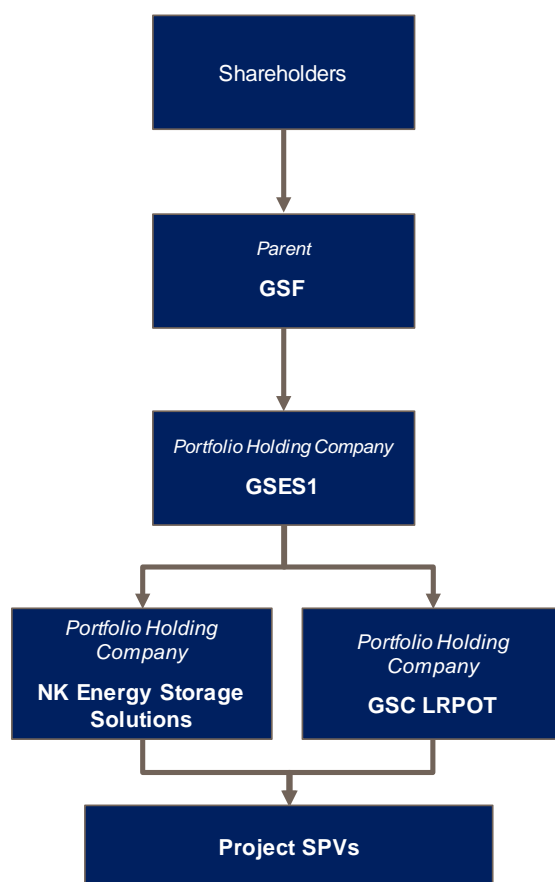 Shareholders
Parent
GSF
Portfolio Holding Company
GSES1
Portfolio Holding
Company
NK Energy Storage
Solutions
Portfolio Holding
Company
GSC LRPOT
Project SPVs